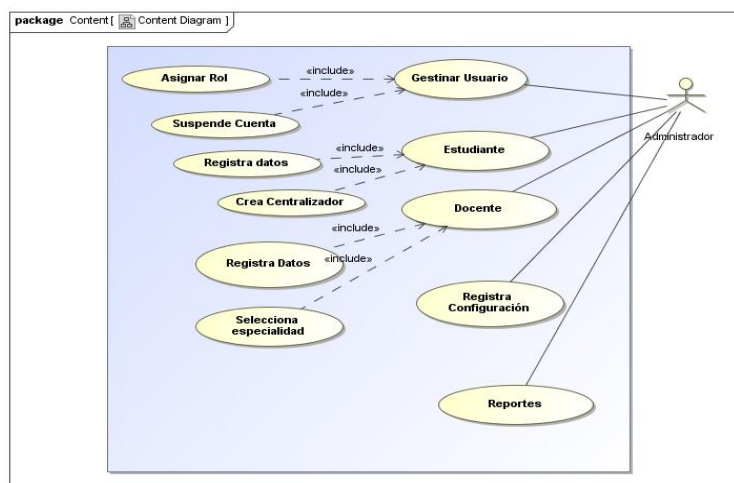 package Content [ Content Diagram ]
Asignar Rol
«include»
Gestinar Usuario
Suspende Cuenta
«include»
Administrador
Registra datos
«include»
Estudiante
Crea Centralizador
«include»
Docente
«include»
Registra Datos
«include»
Selecciona
especialidad
Registra
Configuración
Reportes